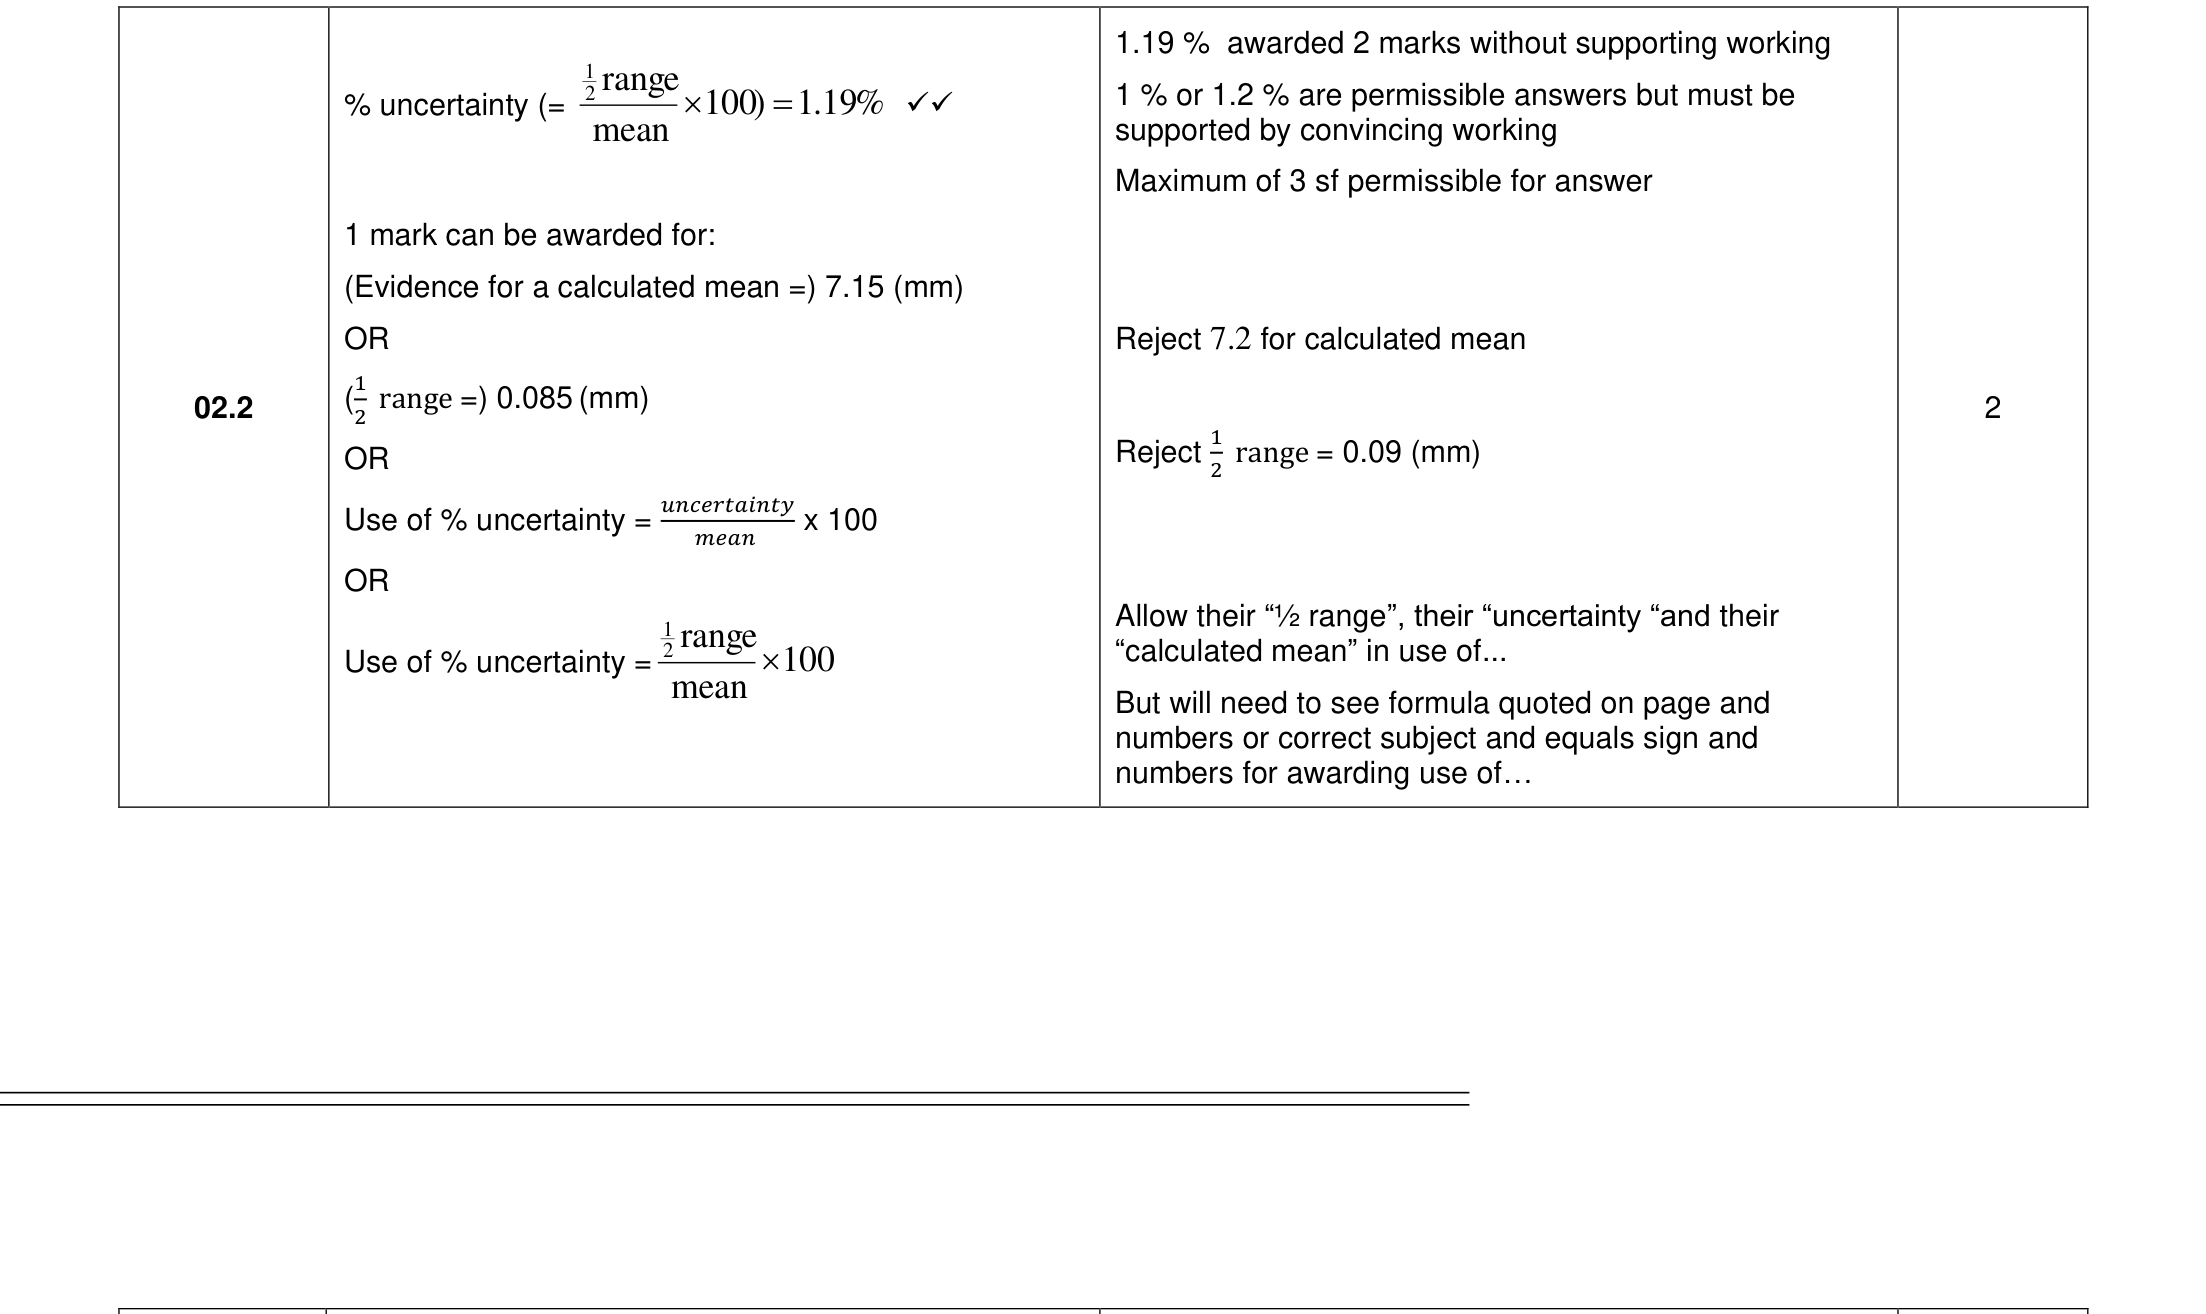 02.2
% uncertainty (= ½ range / mean ×100) = 1.19% ✓✓
1 mark can be awarded for:
(Evidence for a calculated mean =) 7.15 (mm)
OR
(½ range =) 0.085 (mm)
OR
Use of % uncertainty = uncertainty / mean x 100
OR
Use of % uncertainty = ½ range / mean ×100
1.19 % awarded 2 marks without supporting working
1 % or 1.2 % are permissible answers but must be
supported by convincing working
Maximum of 3 sf permissible for answer
Reject 7.2 for calculated mean
Reject ½ range = 0.09 (mm)
Allow their “½ range”, their “uncertainty “and their
“calculated mean” in use of...
But will need to see formula quoted on page and
numbers or correct subject and equals sign and
numbers for awarding use of…
2